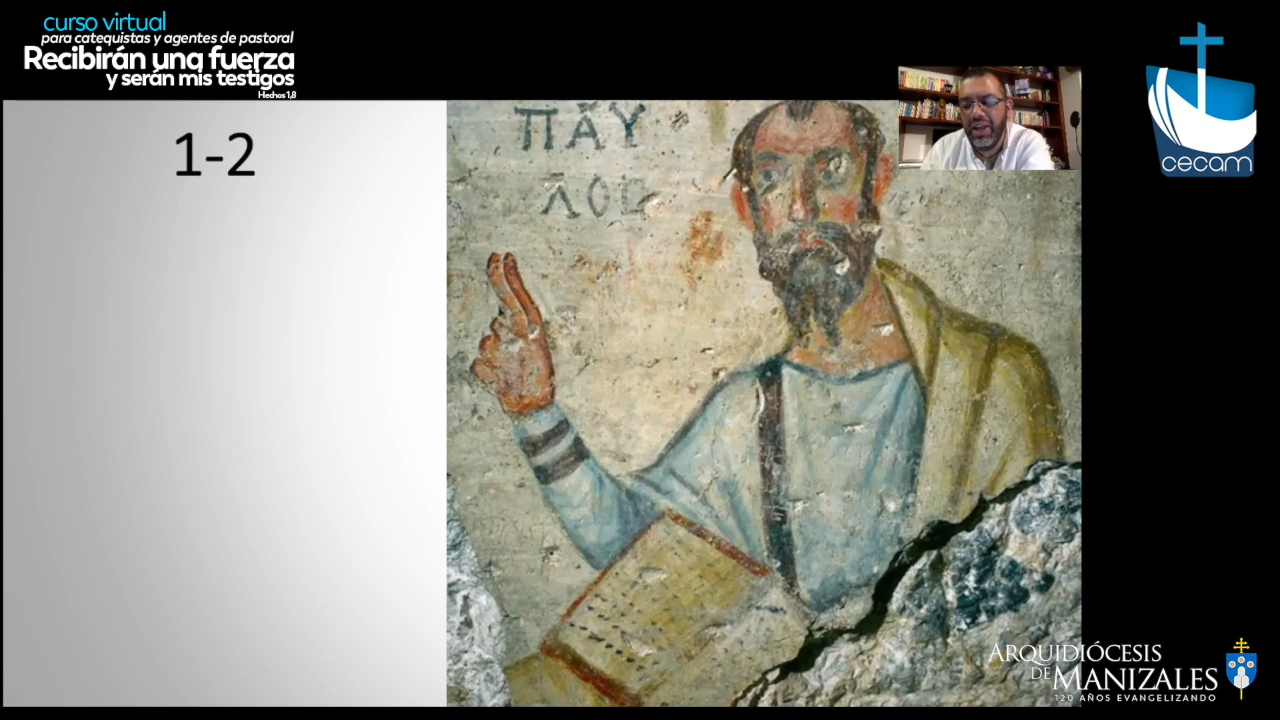 curso virtual
para catequistas y agentes de pastoral
Recibirán una fuerza
y serán mis testigos
Hechos 1,8
1-2
ΠΑΥ
ΛΟΣ
cecam
ARQUIDIÓCESIS
DE MANIZALES
120 AÑOS EVANGELIZANDO